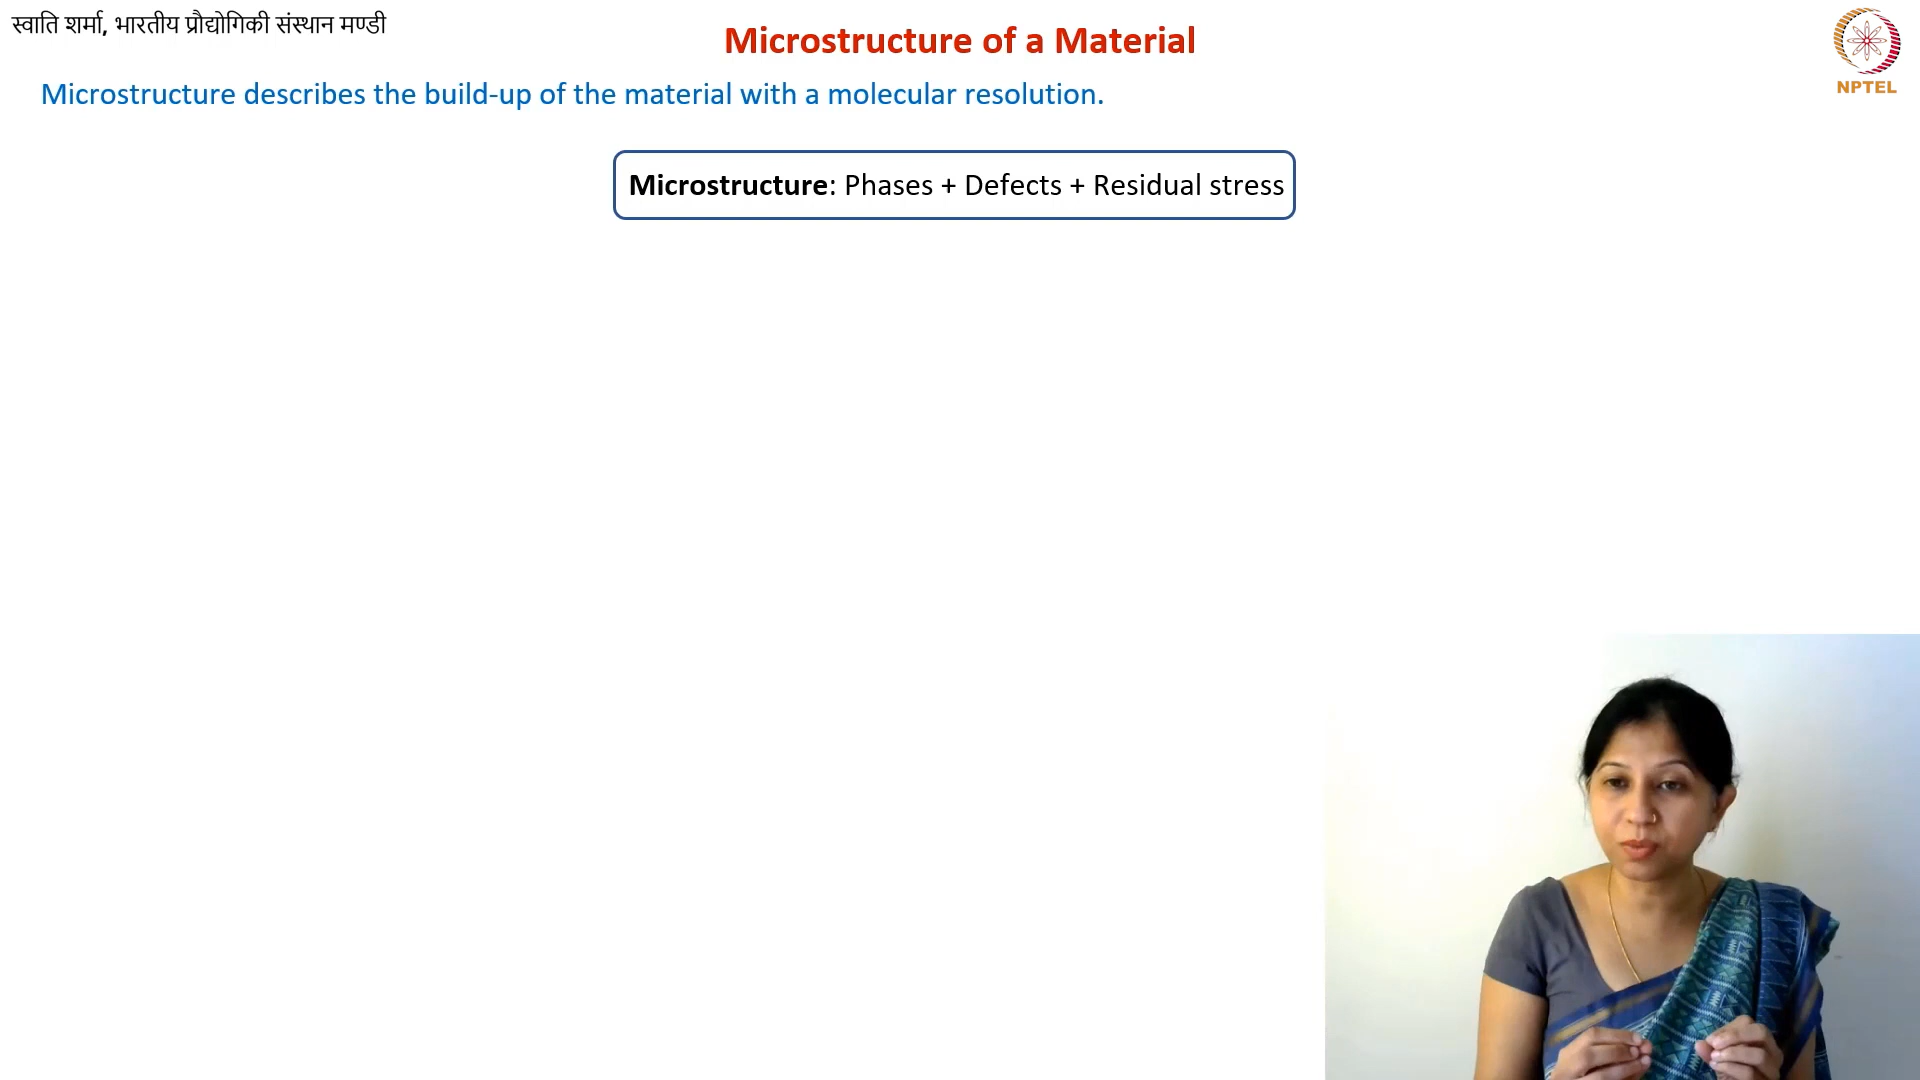 स्वाति शर्मा, भारतीय प्रौद्योगिकी संस्थान मण्डी
Microstructure of a Material
NPTEL
Microstructure describes the build-up of the material with a molecular resolution.
Microstructure: Phases + Defects + Residual stress